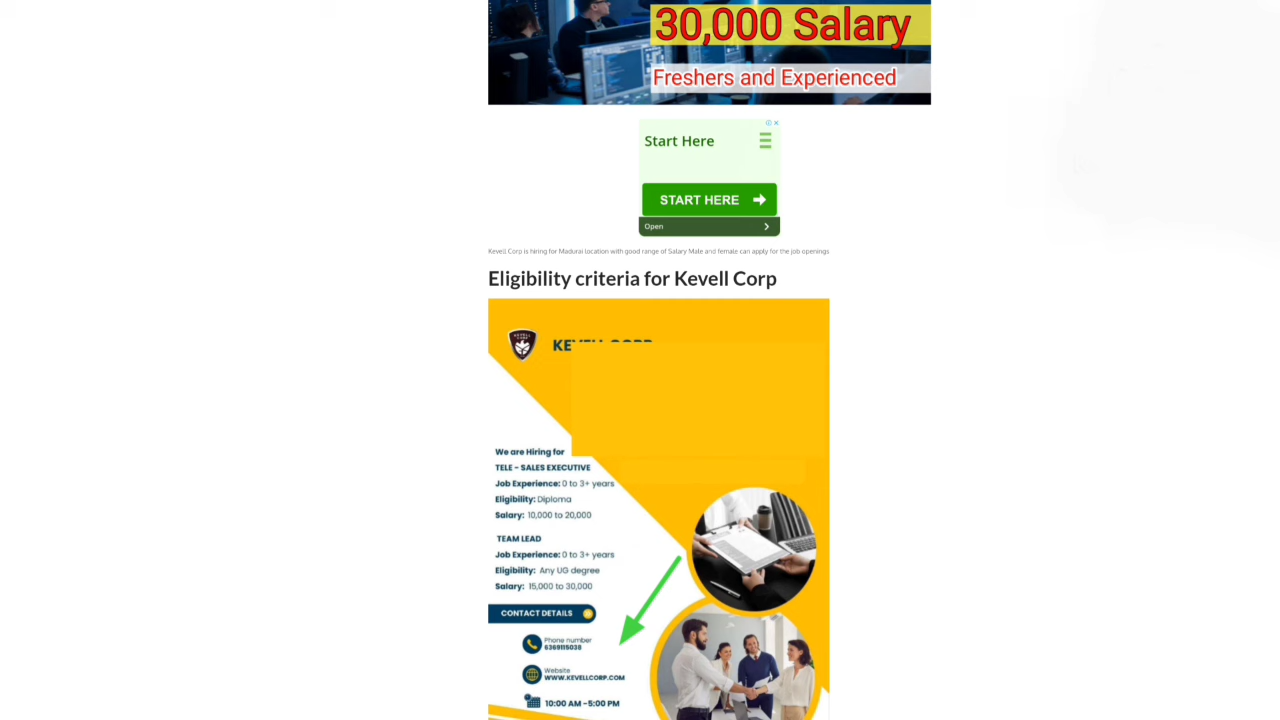 30,000 Salary
Freshers and Experienced
Start Here
START HERE
Open
Kevell Corp is hiring for Madurai location with good range of Salary Male and female can apply for the job openings
Eligibility criteria for Kevell Corp
KEVELL CORP
KEVELL CORP
We are Hiring for
TELE - SALES EXECUTIVE
Job Experience: 0 to 3+ years
Eligibility: Diploma
Salary: 10,000 to 20,000
TEAM LEAD
Job Experience: 0 to 3+ years
Eligibility: Any UG degree
Salary: 15,000 to 30,000
CONTACT DETAILS
Phone number
6369115038
Website
WWW.KEVELLCORP.COM
10:00 AM -5:00 PM